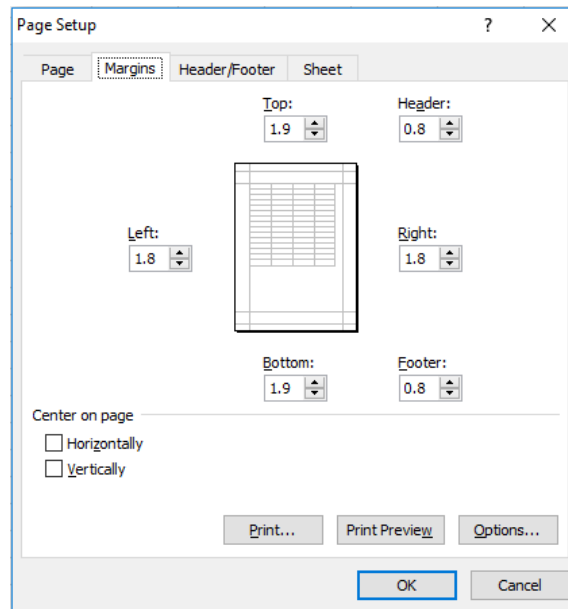 Page Setup
Page Margins Header/Footer Sheet
Top: Header:
1.9 0.8
Left: Right:
1.8 1.8
Bottom: Footer:
1.9 0.8
Center on page
Horizontally
Vertically
Print... Print Preview Options...
OK Cancel